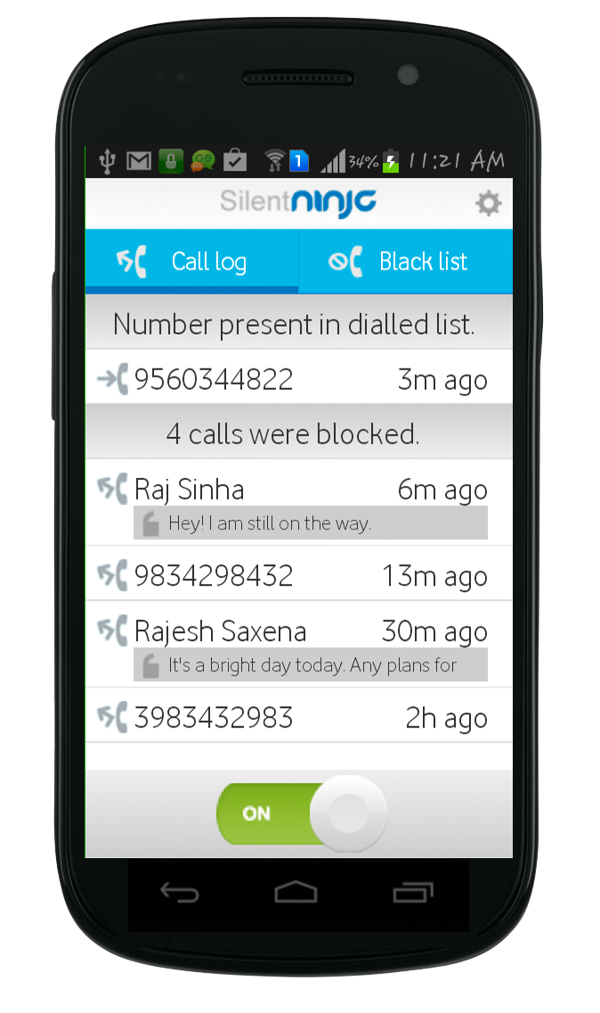 34% 11:21 AM
1
Silentninja
Call log
Black list
Number present in dialled list.
9560344822 3m ago
4 calls were blocked.
Raj Sinha 6m ago
Hey! I am still on the way.
9834298432 13m ago
Rajesh Saxena 30m ago
It's a bright day today. Any plans for
3983432983 2h ago
ON